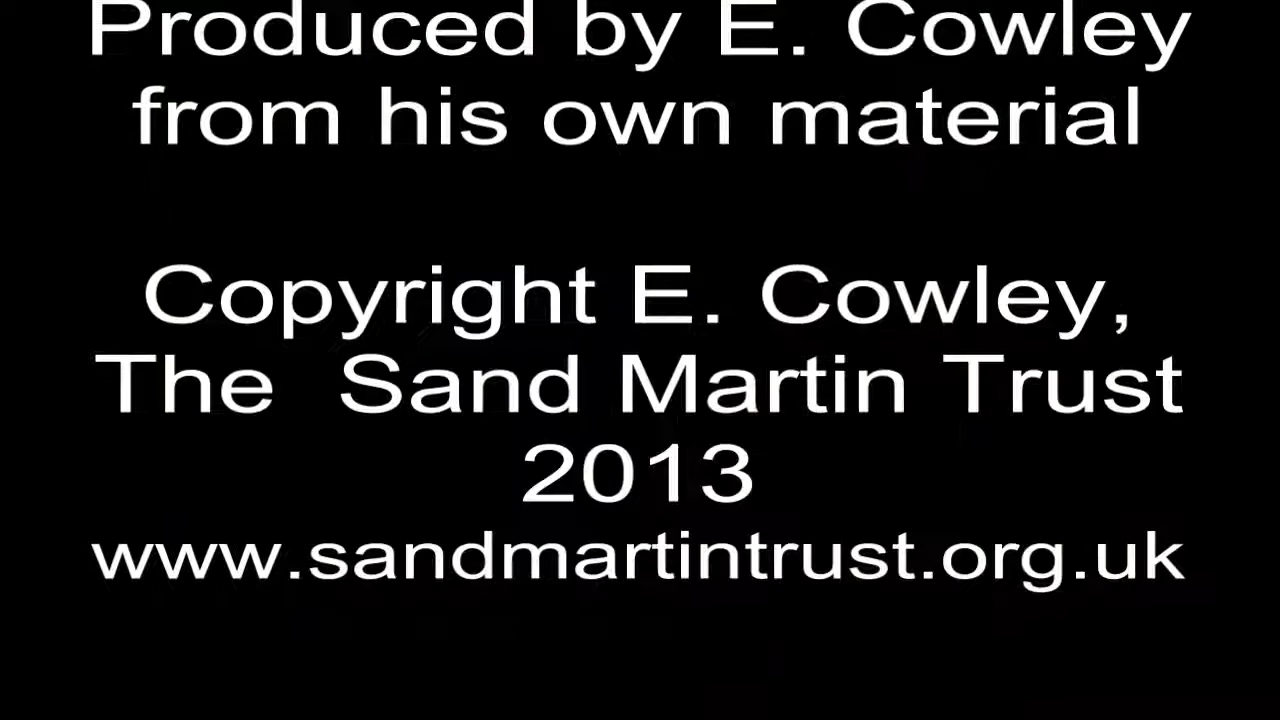 Produced by E. Cowley
from his own material
Copyright E. Cowley,
The Sand Martin Trust
2013
www.sandmartintrust.org.uk